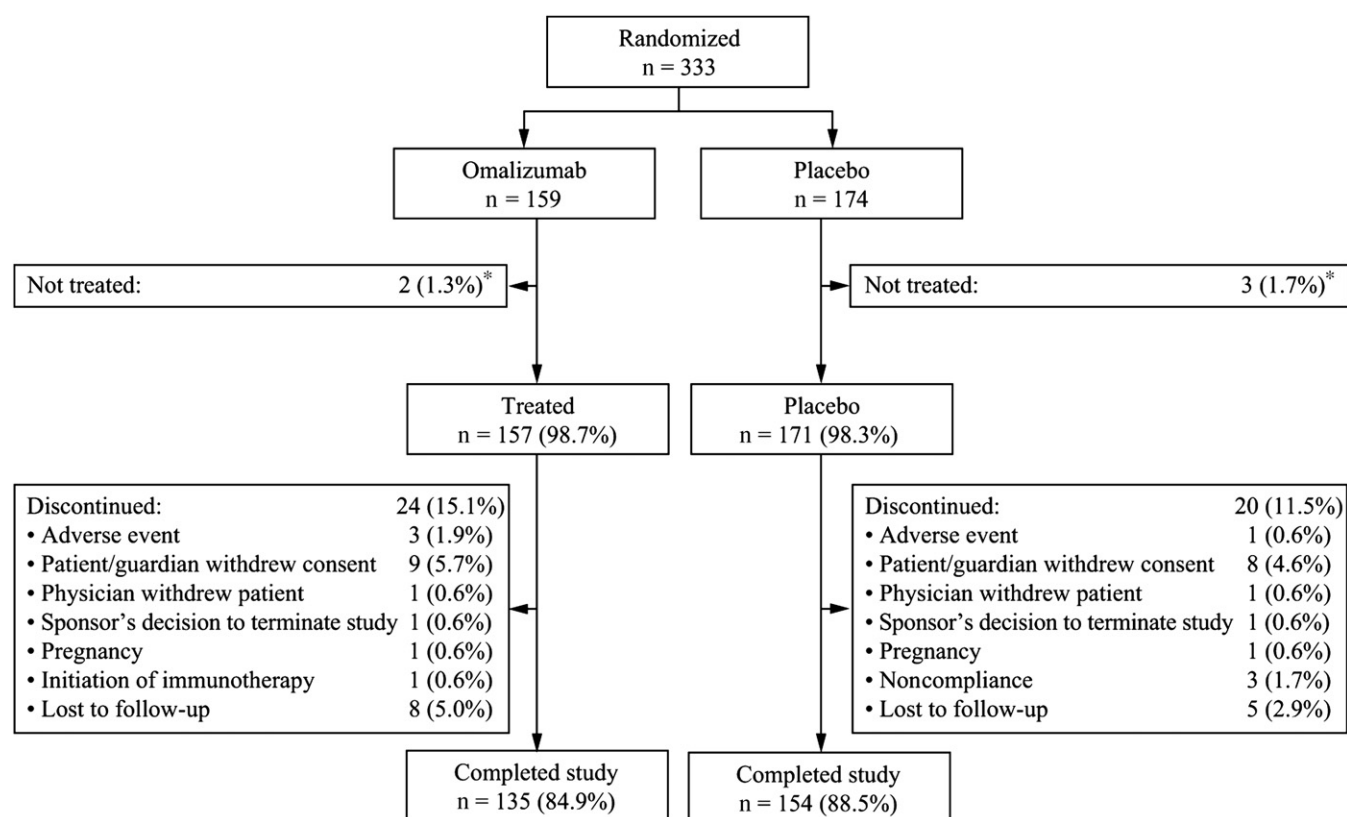 Randomized
n = 333
Omalizumab
n = 159
Placebo
n = 174
Not treated: 2 (1.3%)*
Not treated: 3 (1.7%)*
Treated
n = 157 (98.7%)
Placebo
n = 171 (98.3%)
Discontinued: 24 (15.1%)
• Adverse event 3 (1.9%)
• Patient/guardian withdrew consent 9 (5.7%)
• Physician withdrew patient 1 (0.6%)
• Sponsor's decision to terminate study 1 (0.6%)
• Pregnancy 1 (0.6%)
• Initiation of immunotherapy 1 (0.6%)
• Lost to follow-up 8 (5.0%)
Discontinued: 20 (11.5%)
• Adverse event 1 (0.6%)
• Patient/guardian withdrew consent 8 (4.6%)
• Physician withdrew patient 1 (0.6%)
• Sponsor's decision to terminate study 1 (0.6%)
• Pregnancy 1 (0.6%)
• Noncompliance 3 (1.7%)
• Lost to follow-up 5 (2.9%)
Completed study
n = 135 (84.9%)
Completed study
n = 154 (88.5%)